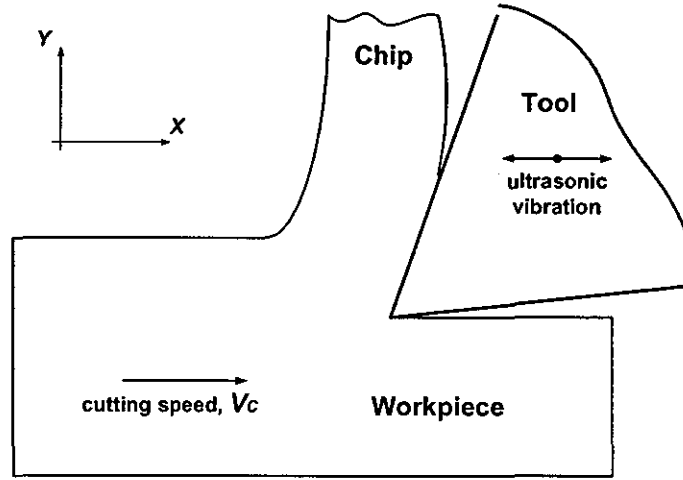 Y
Chip
Tool
X
ultrasonic
vibration
cutting speed, Vc
Workpiece